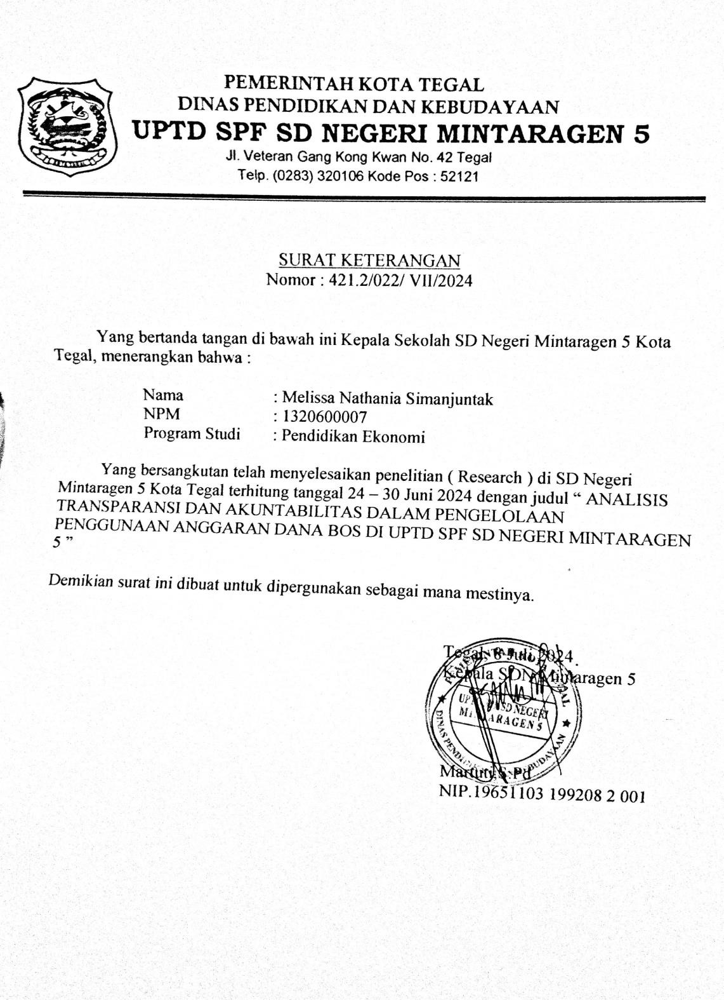 PEMERINTAH KOTA TEGAL
DINAS PENDIDIKAN DAN KEBUDAYAAN
UPTD SPF SD NEGERI MINTARAGEN 5
Jl. Veteran Gang Kong Kwan No. 42 Tegal
Telp. (0283) 320106 Kode Pos : 52121
SURAT KETERANGAN
Nomor : 421.2/022/ VII/2024
Yang bertanda tangan di bawah ini Kepala Sekolah SD Negeri Mintaragen 5 Kota
Tegal, menerangkan bahwa :
Nama : Melissa Nathania Simanjuntak
NPM : 1320600007
Program Studi : Pendidikan Ekonomi
Yang bersangkutan telah menyelesaikan penelitian ( Research ) di SD Negeri
Mintaragen 5 Kota Tegal terhitung tanggal 24 – 30 Juni 2024 dengan judul “ ANALISIS
TRANSPARANSI DAN AKUNTABILITAS DALAM PENGELOLAAN
PENGGUNAAN ANGGARAN DANA BOS DI UPTD SPF SD NEGERI MINTARAGEN
5 ”
Demikian surat ini dibuat untuk dipergunakan sebagai mana mestinya.
Tegal, 8 Juli 2024
Kepala SDN Mintaragen 5
SD NEGERI
MINTARAGEN 5
Martuti,S.Pd
NIP.19651103 199208 2 001